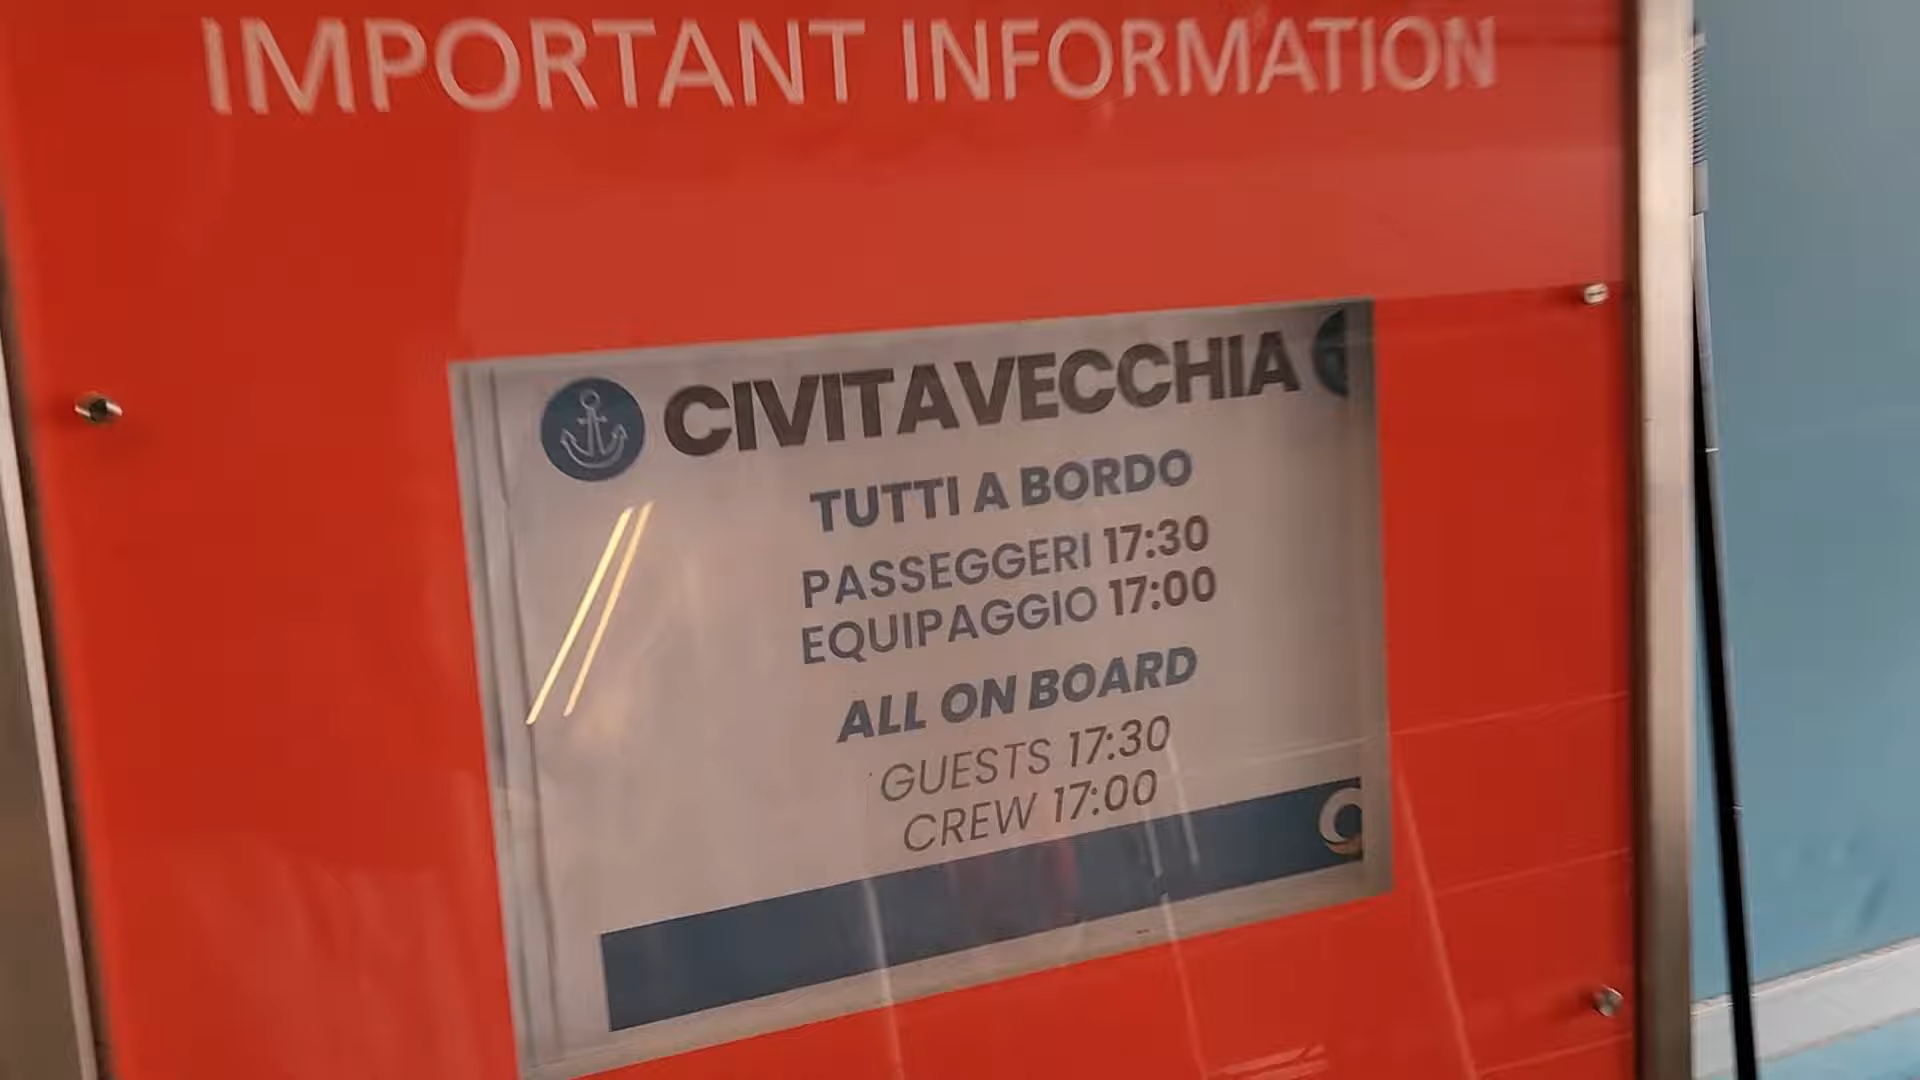 IMPORTANT INFORMATION
CIVITAVECCHIA
TUTTI A BORDO
PASSEGGERI 17:30
EQUIPAGGIO 17:00
ALL ON BOARD
GUESTS 17:30
CREW 17:00